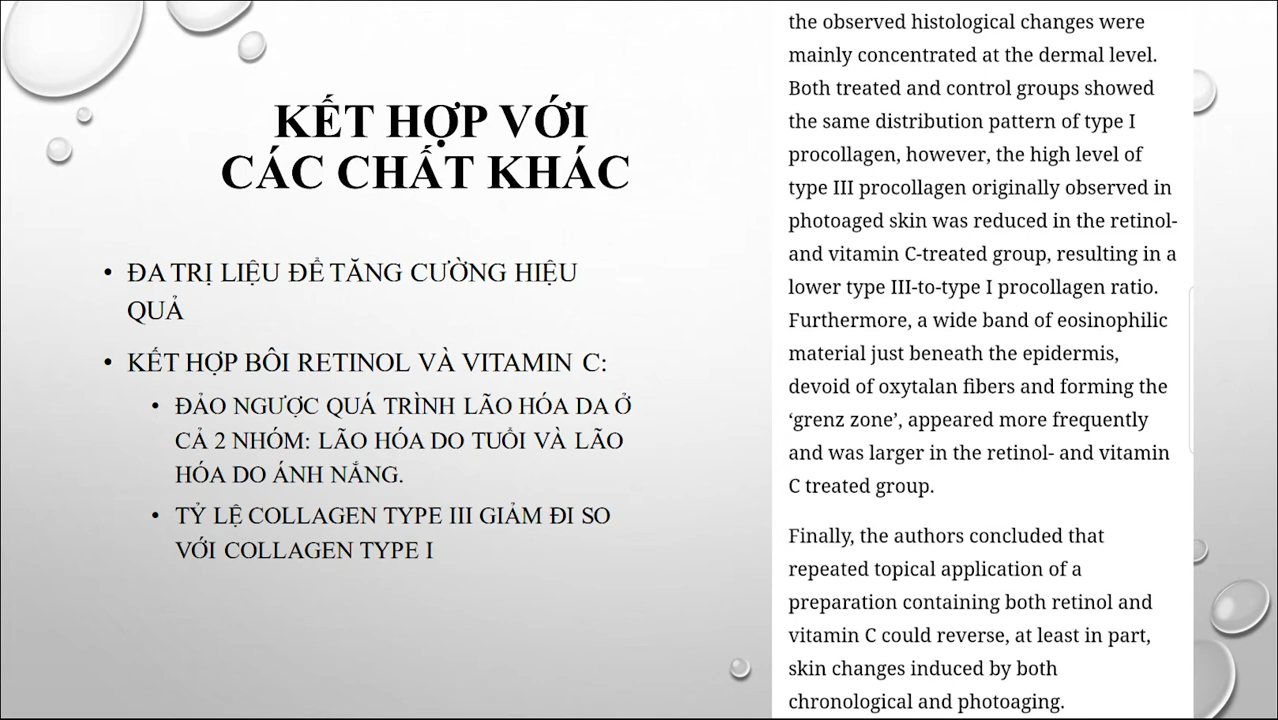 KẾT HỢP VỚI
CÁC CHẤT KHÁC
• ĐA TRỊ LIỆU ĐỂ TĂNG CƯỜNG HIỆU
QUẢ
• KẾT HỢP BÔI RETINOL VÀ VITAMIN C:
• ĐẢO NGƯỢC QUÁ TRÌNH LÃO HÓA DA Ở
CẢ 2 NHÓM: LÃO HÓA DO TUỔI VÀ LÃO
HÓA DO ÁNH NẮNG.
• TỶ LỆ COLLAGEN TYPE III GIẢM ĐI SO
VỚI COLLAGEN TYPE I
the observed histological changes were
mainly concentrated at the dermal level.
Both treated and control groups showed
the same distribution pattern of type I
procollagen, however, the high level of
type III procollagen originally observed in
photoaged skin was reduced in the retinol-
and vitamin C-treated group, resulting in a
lower type III-to-type I procollagen ratio.
Furthermore, a wide band of eosinophilic
material just beneath the epidermis,
devoid of oxytalan fibers and forming the
‘grenz zone’, appeared more frequently
and was larger in the retinol- and vitamin
C treated group.
Finally, the authors concluded that
repeated topical application of a
preparation containing both retinol and
vitamin C could reverse, at least in part,
skin changes induced by both
chronological and photoaging.